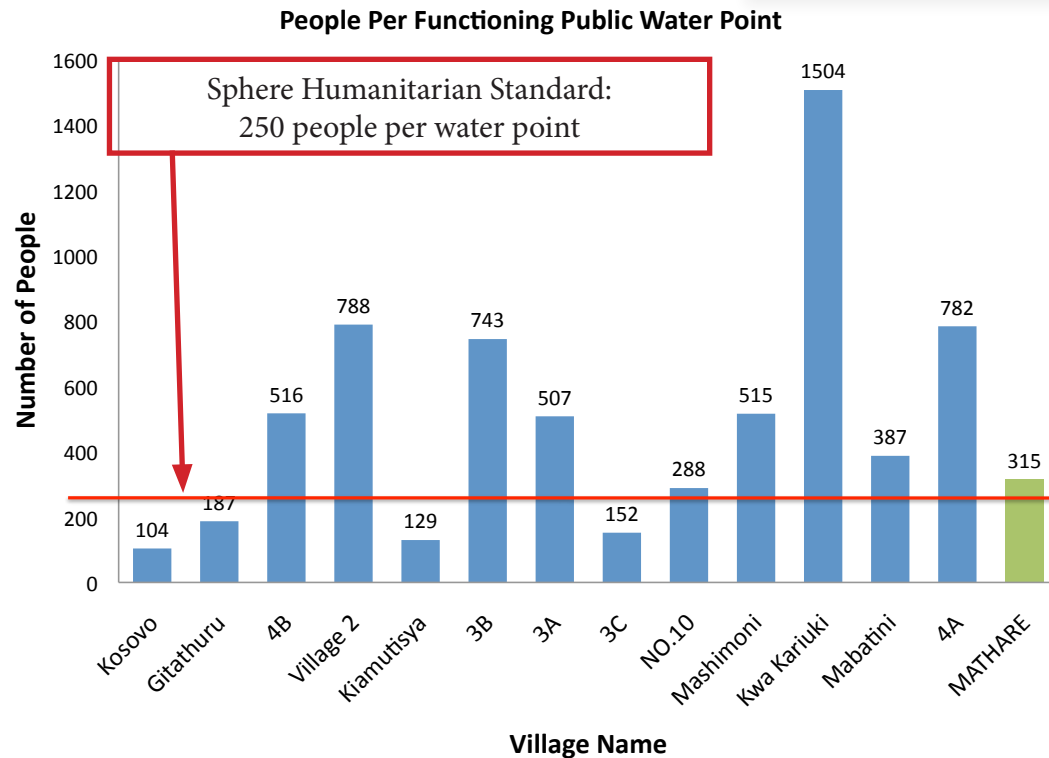 People Per Functioning Public Water Point
Sphere Humanitarian Standard:
250 people per water point
Number of People
1600
1400
1200
1000
800
600
400
200
0
104
187
516
788
129
743
507
152
288
515
1504
387
782
315
Kosovo
Gitathuru
4B
Village 2
Kiamutisya
3B
3A
3C
NO.10
Mashimoni
Kwa Kariuki
Mabatini
4A
MATHARE
Village Name